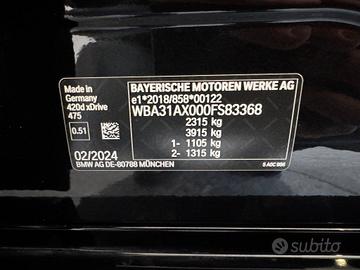 BAYERISCHE MOTOREN WERKE AG
e1*2018/858*00122
WBA31AX000FS83368
2315 kg
3915 kg
1- 1105 kg
2- 1315 kg
Made in
Germany
420d xDrive
475
0.51
02/2024
BMW AG DE-80788 MÜNCHEN
subito